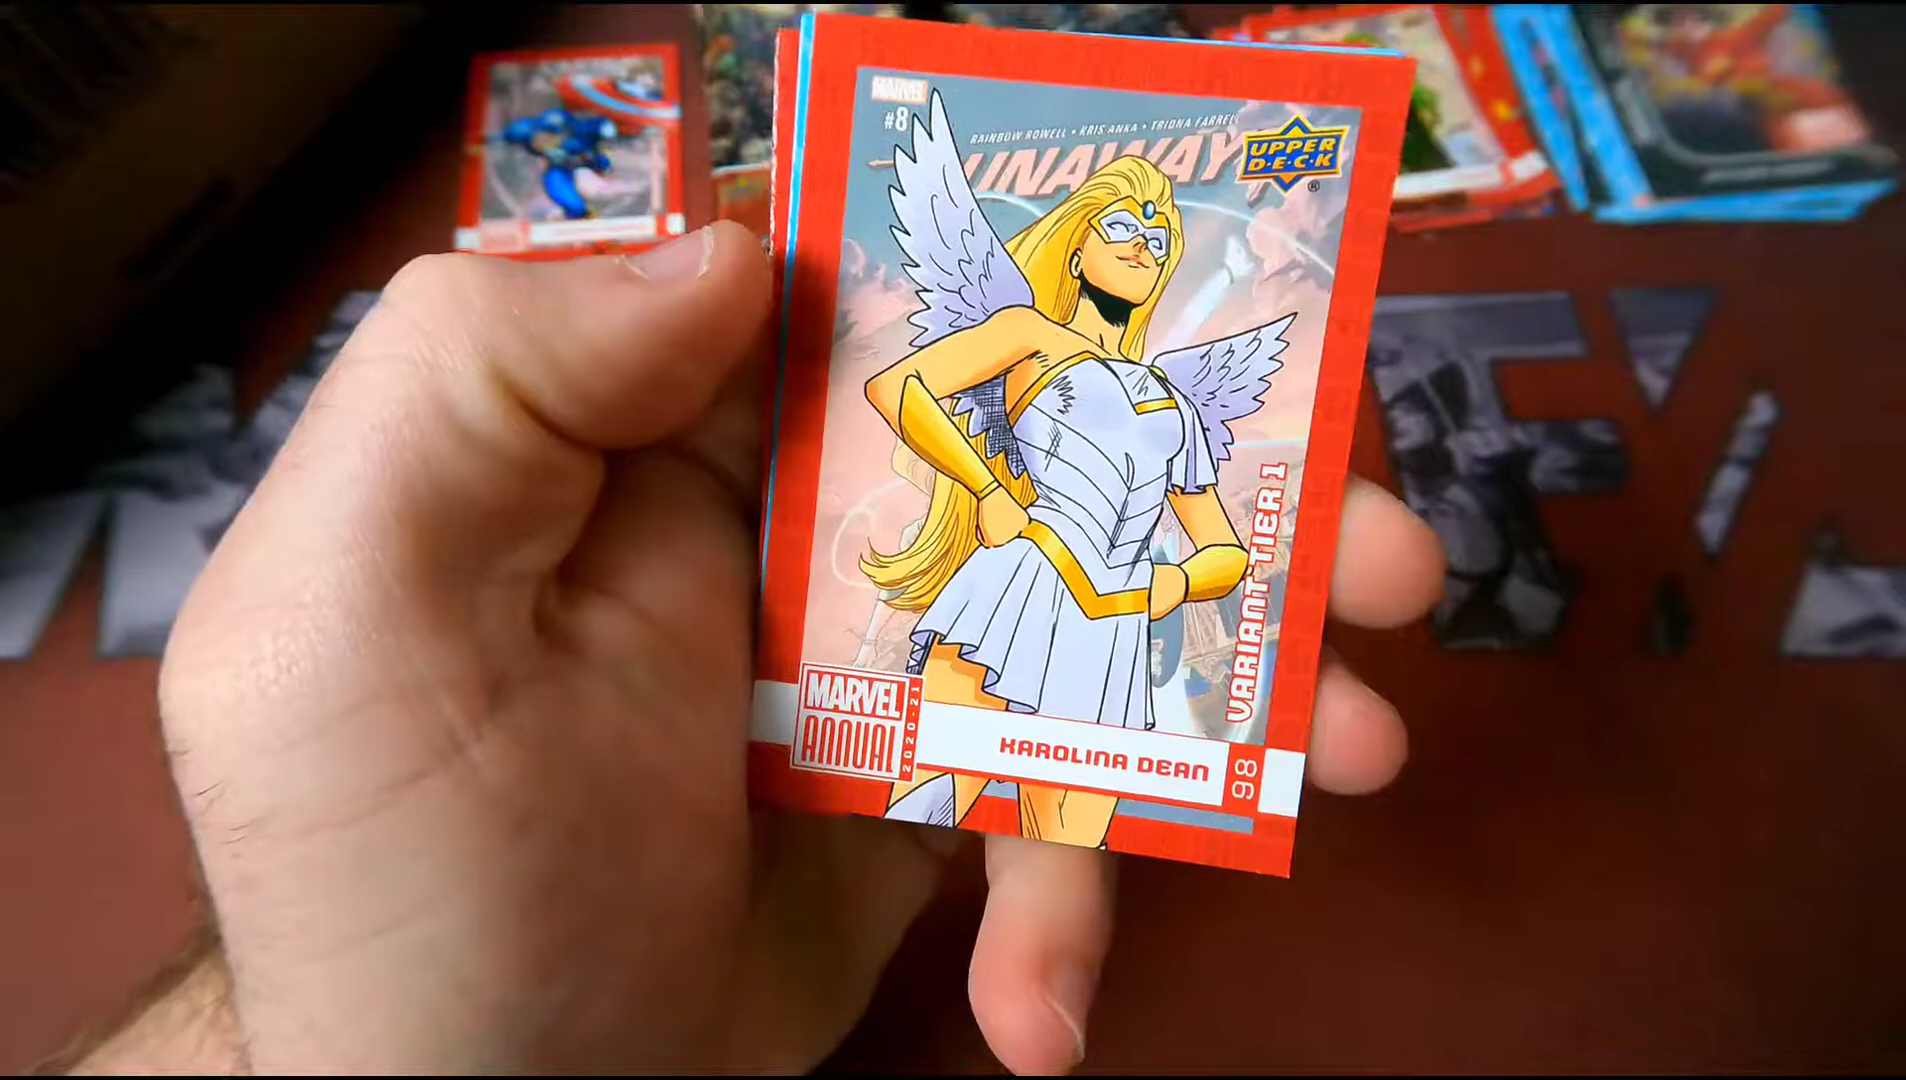 MARVEL
#8
RAINBOW ROWELL • KRIS ANKA • TRIONA FARRELL
UNAWAY
UPPER
D·E·C·K
®
VARIANT TIER 1
MARVEL
ANNUAL
2020-21
KAROLINA DEAN
98